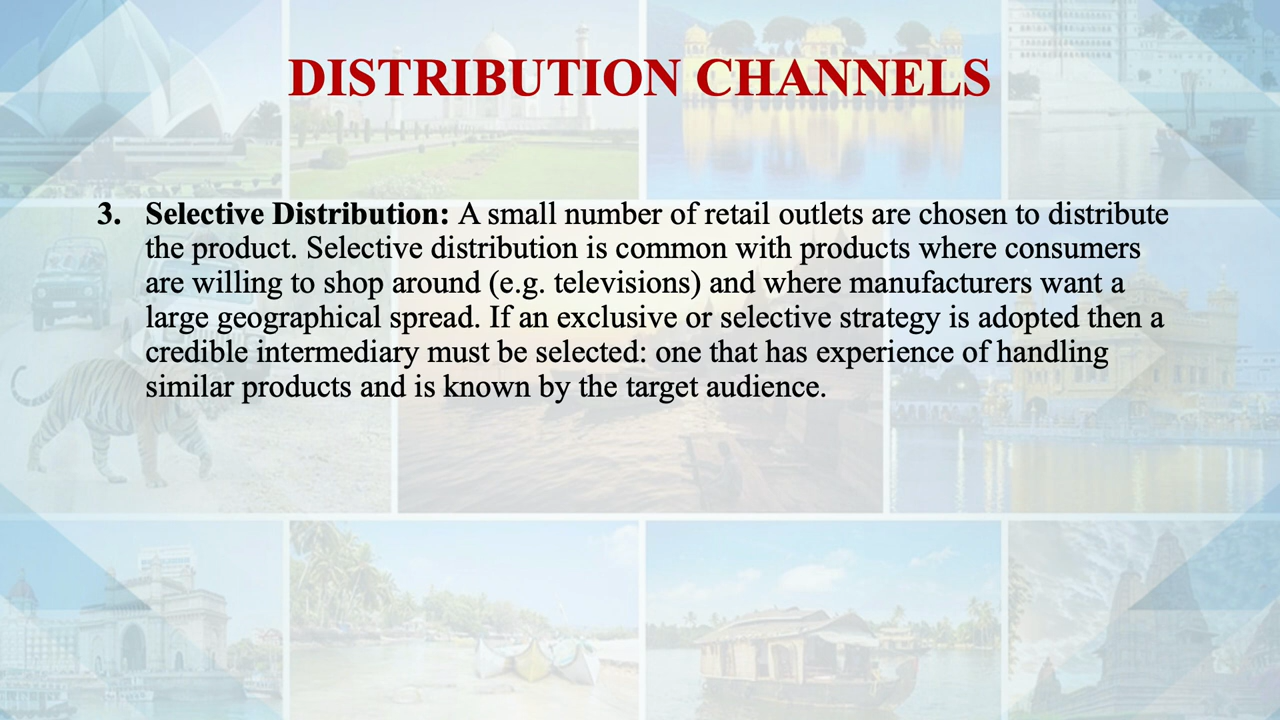 DISTRIBUTION CHANNELS
3. Selective Distribution: A small number of retail outlets are chosen to distribute
the product. Selective distribution is common with products where consumers
are willing to shop around (e.g. televisions) and where manufacturers want a
large geographical spread. If an exclusive or selective strategy is adopted then a
credible intermediary must be selected: one that has experience of handling
similar products and is known by the target audience.